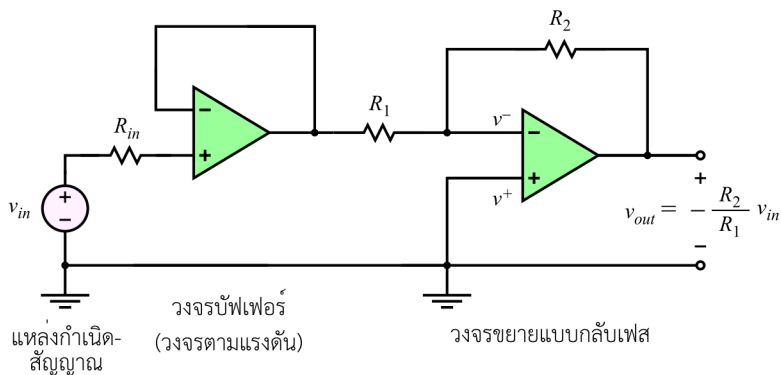 R2
R1
Rin
v−
v+
+
−
vin
+
−
−
+
−
+
vout = − R2/R1 vin
วงจรบัฟเฟอร์
(วงจรตามแรงดัน)
แหล่งกำเนิด-
สัญญาณ
วงจรขยายแบบกลับเฟส